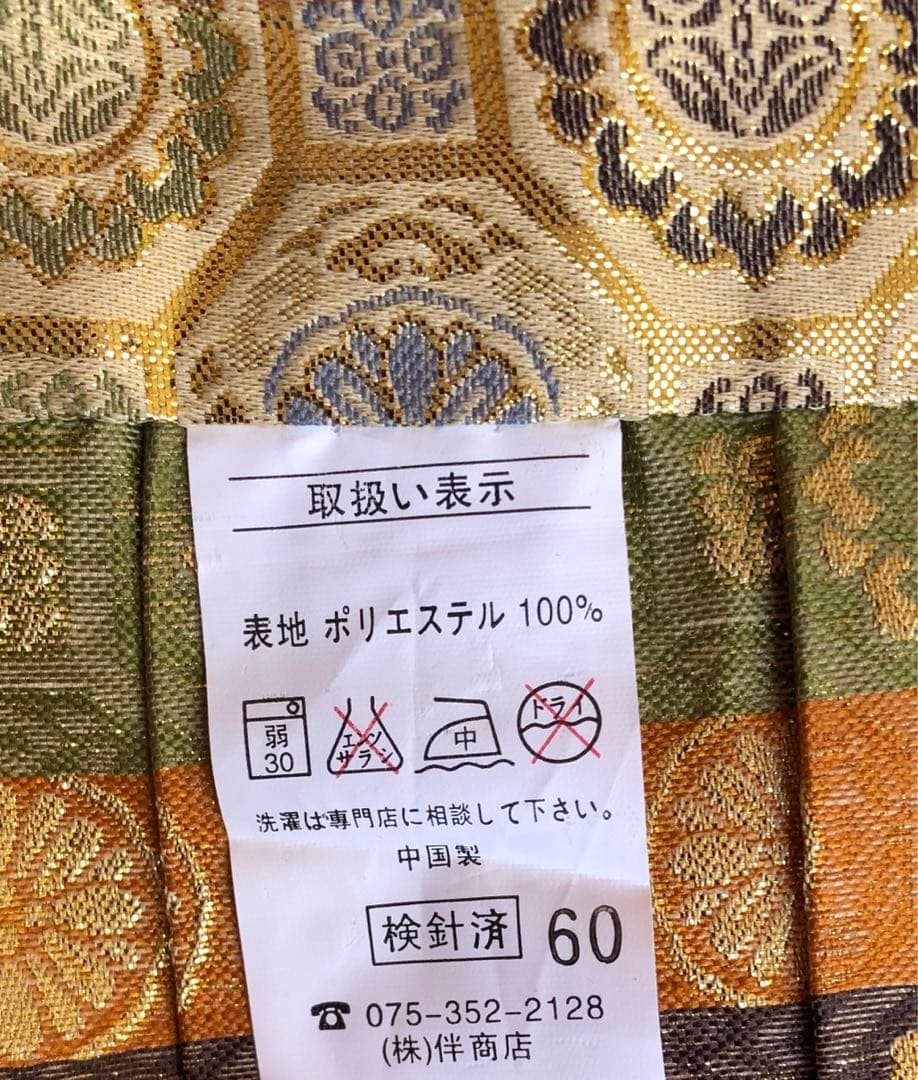 取扱い表示
表地 ポリエステル 100%
弱 エンソ 中 ドライ
30 サラシ
洗濯は専門店に相談して下さい。
中国製
検針済 60
☎ 075-352-2128
(株)伴商店